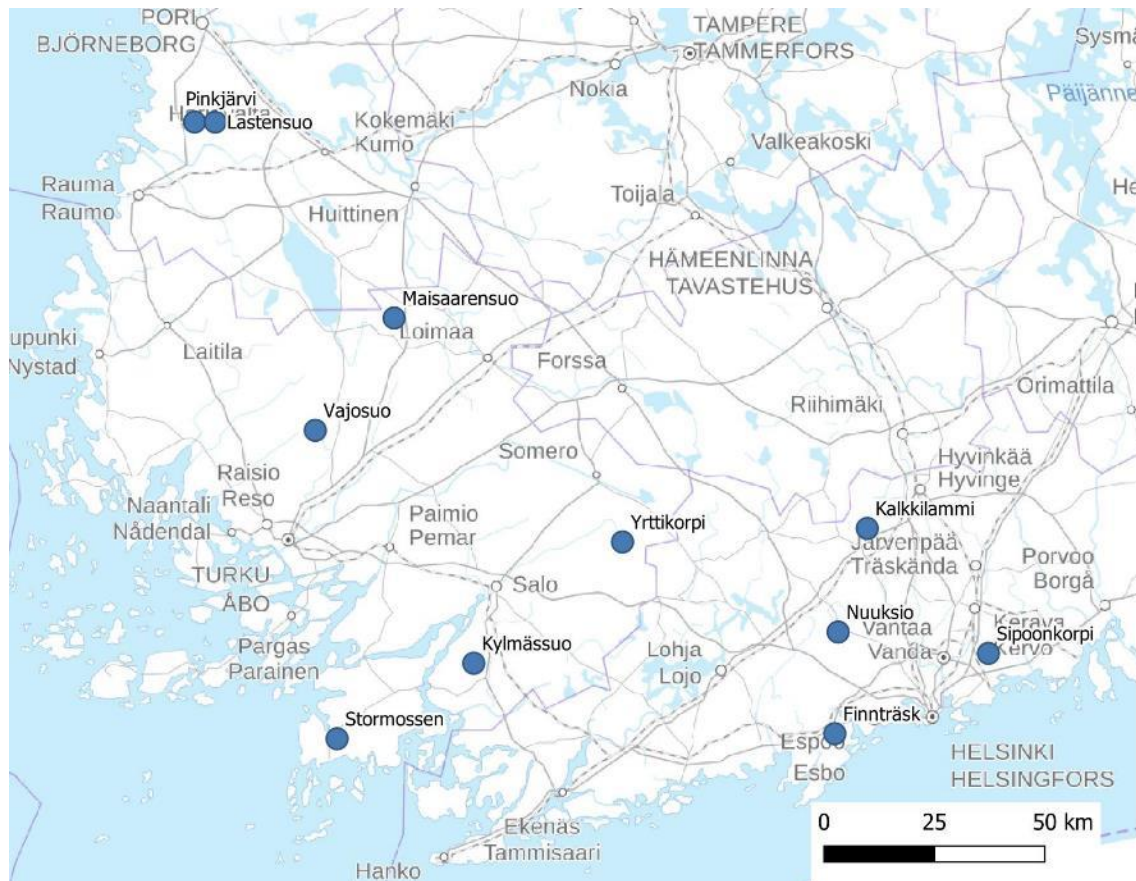 PORI
BJÖRNEBORG
TAMPERE
TAMMERFORS
Sysmä
Nokia
Päijänne
Pinkjärvi
Lastensuo
Kokemäki
Kumo
Valkeakoski
Rauma
Raumo
Toijala
Huittinen
HÄMEENLINNA
TAVASTEHUS
Maisaarensuo
Loimaa
upunki
Nystad
Laitila
Forssa
Orimattila
Riihimäki
Vajosuo
Somero
Hyvinkää
Hyvinge
Raisio
Reso
Naantali
Nådendal
Paimio
Pemar
Yrttikorpi
Kalkkilammi
Järvenpää
Träskända
Porvoo
Borgå
TURKU
ÅBO
Salo
Nuuksio
Vantaa
Vanda
Kerava
Kervo
Sipoonkorpi
Pargas
Parainen
Kylmässuo
Lohja
Lojo
Stormossen
Finnträsk
Espoo
Esbo
HELSINKI
HELSINGFORS
Ekenäs
Tammisaari
Hanko
0 25 50 km